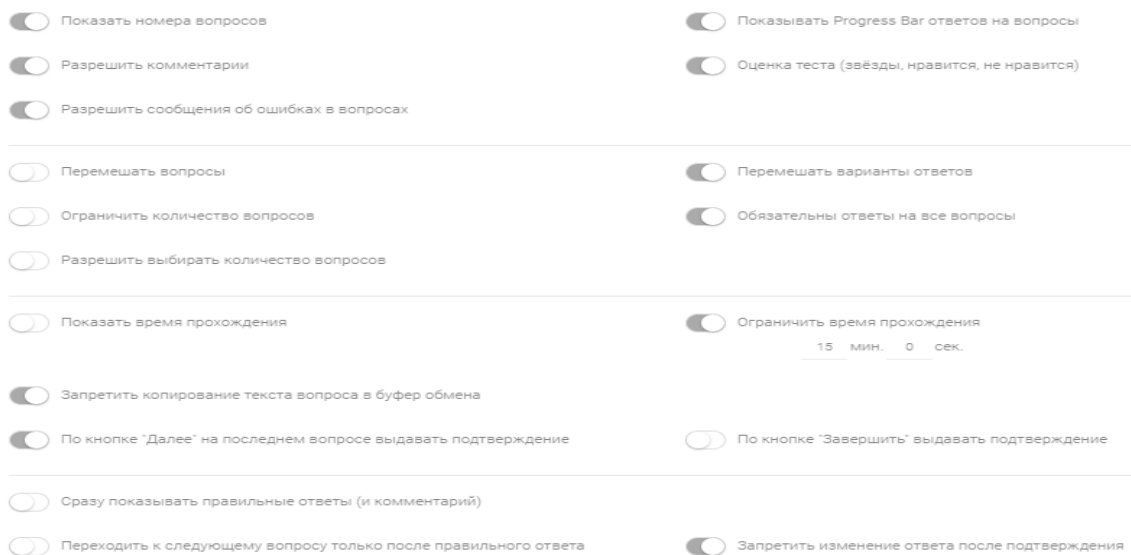 Показать номера вопросов
Показывать Progress Bar ответов на вопросы
Разрешить комментарии
Оценка теста (звёзды, нравится, не нравится)
Разрешить сообщения об ошибках в вопросах
Перемешать вопросы
Перемешать варианты ответов
Ограничить количество вопросов
Обязательны ответы на все вопросы
Разрешить выбирать количество вопросов
Показать время прохождения
Ограничить время прохождения
15 мин. 0 сек.
Запретить копирование текста вопроса в буфер обмена
По кнопке "Далее" на последнем вопросе выдавать подтверждение
По кнопке "Завершить" выдавать подтверждение
Сразу показывать правильные ответы (и комментарий)
Переходить к следующему вопросу только после правильного ответа
Запретить изменение ответа после подтверждения